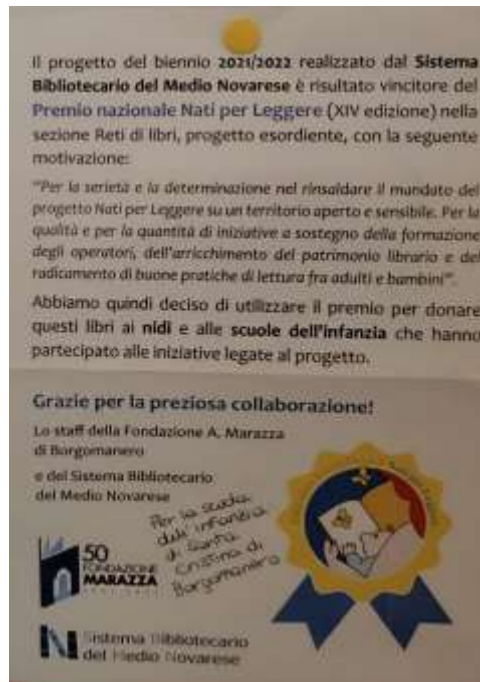 Il progetto del biennio 2021/2022 realizzato dal Sistema
Bibliotecario del Medio Novarese è risultato vincitore del
Premio nazionale Nati per Leggere (XIV edizione) nella
sezione Reti di libri, progetto esordiente, con la seguente
motivazione:
"Per la serietà e la determinazione nel rinsaldare il mandato del
progetto Nati per Leggere su un territorio aperto e sensibile. Per la
qualità e per la quantità di iniziative a sostegno della formazione
degli operatori, dell'arricchimento del patrimonio librario e del
radicamento di buone pratiche di lettura fra adulti e bambini".
Abbiamo quindi deciso di utilizzare il premio per donare
questi libri ai nidi e alle scuole dell'infanzia che hanno
partecipato alle iniziative legate al progetto.
Grazie per la preziosa collaborazione!
Lo staff della Fondazione A. Marazza
di Borgomanero
e del Sistema Bibliotecario
del Medio Novarese
Per la scuola
dell'infanzia
di Santa
Cristina di
Borgomanero
50
FONDAZIONE
MARAZZA
Sistema Bibliotecario
del Medio Novarese